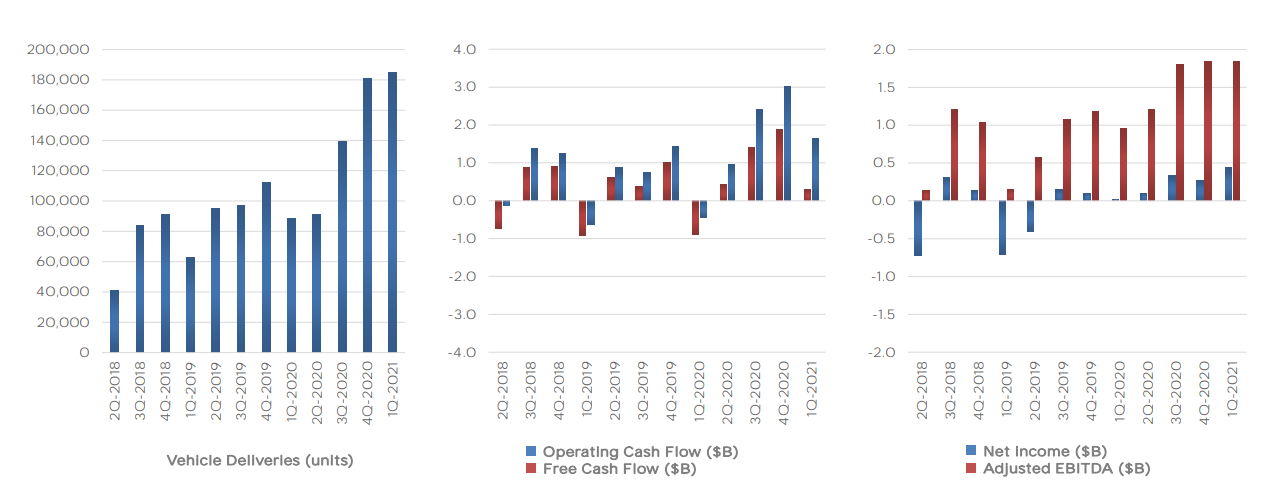 200,000
180,000
160,000
140,000
120,000
100,000
80,000
60,000
40,000
20,000
0
2Q-2018
3Q-2018
4Q-2018
1Q-2019
2Q-2019
3Q-2019
4Q-2019
1Q-2020
2Q-2020
3Q-2020
4Q-2020
1Q-2021
Vehicle Deliveries (units)
4.0
3.0
2.0
1.0
0.0
-1.0
-2.0
-3.0
-4.0
2Q-2018
3Q-2018
4Q-2018
1Q-2019
2Q-2019
3Q-2019
4Q-2019
1Q-2020
2Q-2020
3Q-2020
4Q-2020
1Q-2021
Operating Cash Flow ($B)
Free Cash Flow ($B)
2.0
1.5
1.0
0.5
0.0
-0.5
-1.0
-1.5
-2.0
2Q-2018
3Q-2018
4Q-2018
1Q-2019
2Q-2019
3Q-2019
4Q-2019
1Q-2020
2Q-2020
3Q-2020
4Q-2020
1Q-2021
Net Income ($B)
Adjusted EBITDA ($B)